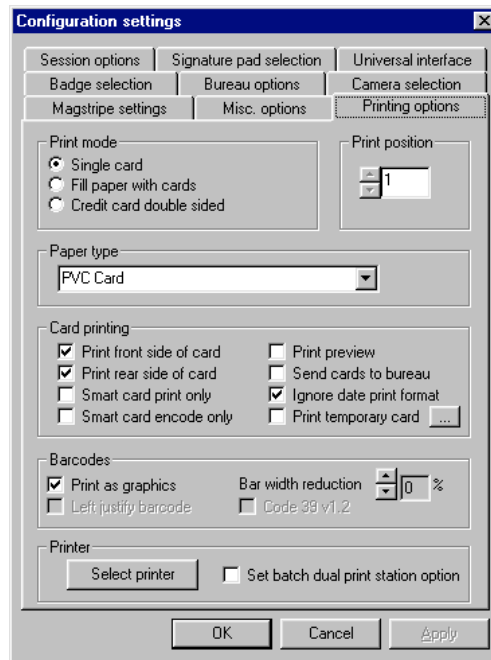 Configuration settings
Session options Signature pad selection Universal interface
Badge selection Bureau options Camera selection
Magstripe settings Misc. options Printing options
Print mode Print position
Single card 1
Fill paper with cards
Credit card double sided
Paper type
PVC Card
Card printing
Print front side of card Print preview
Print rear side of card Send cards to bureau
Smart card print only Ignore date print format
Smart card encode only Print temporary card ...
Barcodes
Print as graphics Bar width reduction 0 %
Left justify barcode Code 39 v1.2
Printer
Select printer Set batch dual print station option
OK Cancel Apply